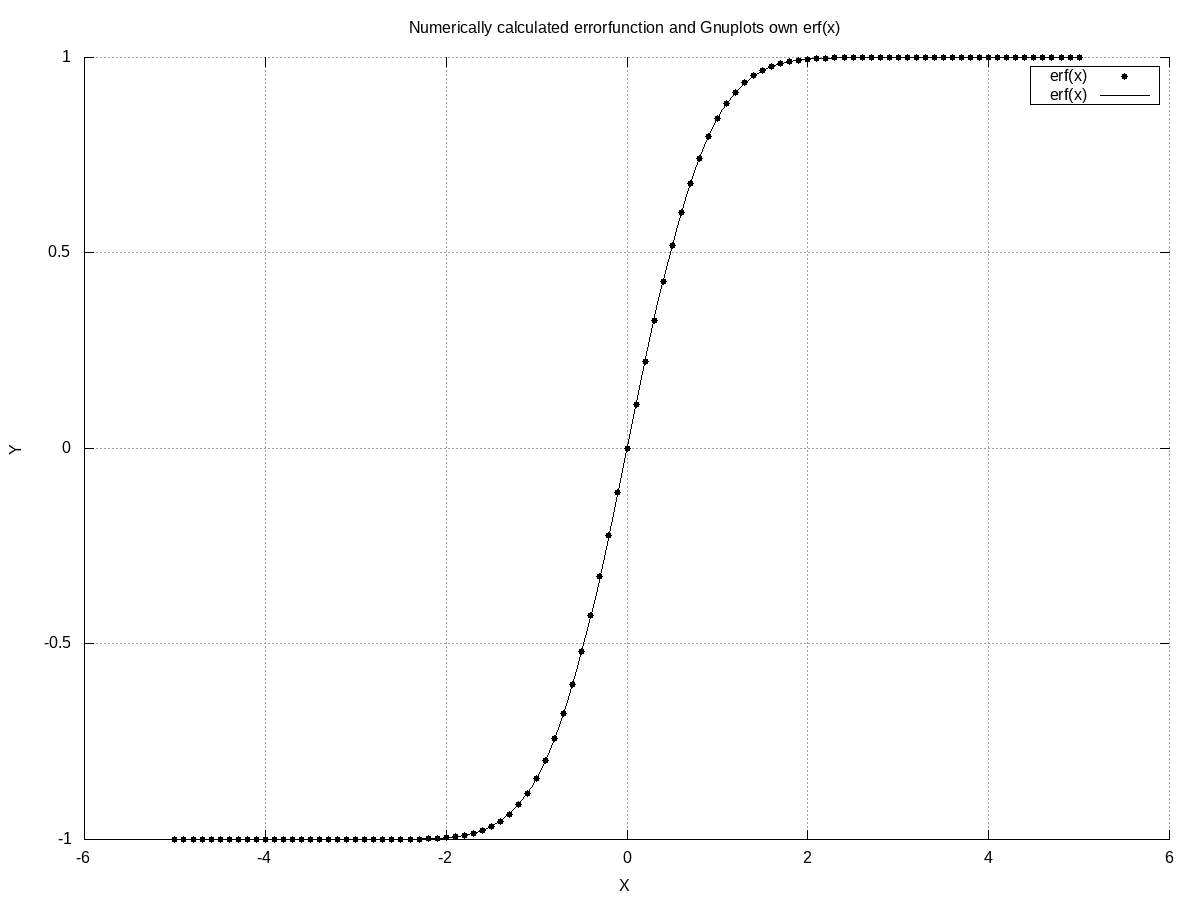 Numerically calculated errorfunction and Gnuplots own erf(x)
1
erf(x)
erf(x)
0.5
0
Y
-0.5
-1
-6 -4 -2 0 2 4 6
X